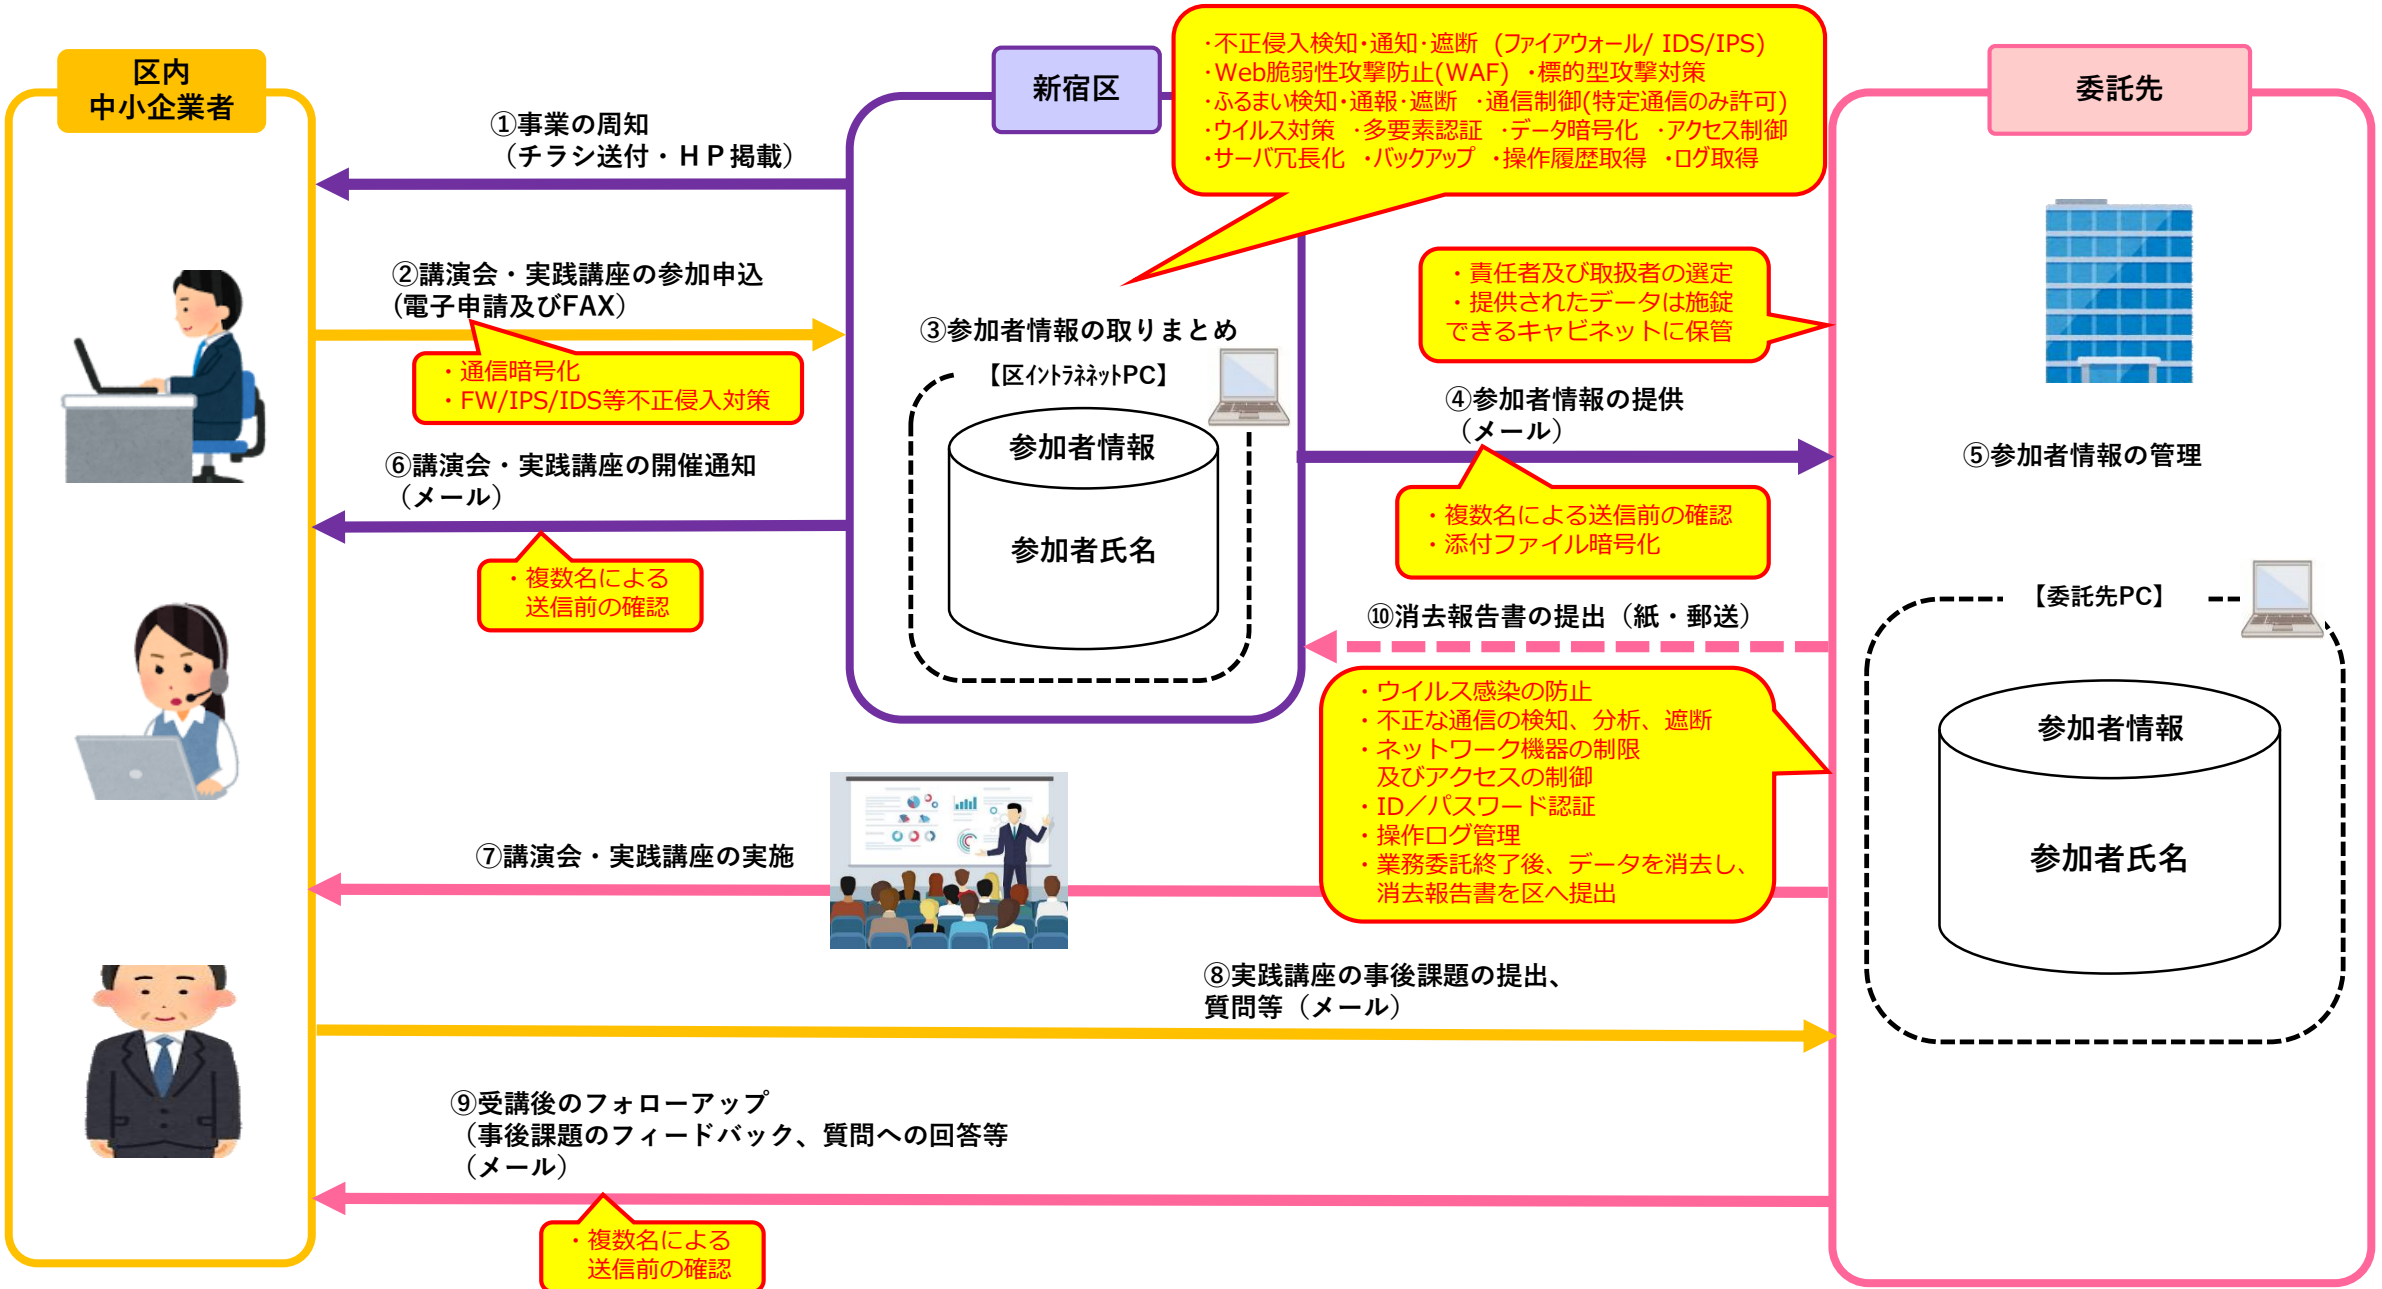 区内
中小企業者
新宿区
委託先
・不正侵入検知・通知・遮断 (ファイアウォール/ IDS/IPS)
・Web脆弱性攻撃防止(WAF) ・標的型攻撃対策
・ふるまい検知・通報・遮断 ・通信制御(特定通信のみ許可)
・ウイルス対策 ・多要素認証 ・データ暗号化 ・アクセス制御
・サーバ冗長化 ・バックアップ ・操作履歴取得 ・ログ取得
①事業の周知
（チラシ送付・ＨＰ掲載）
②講演会・実践講座の参加申込
(電子申請及びFAX）
・通信暗号化
・FW/IPS/IDS等不正侵入対策
③参加者情報の取りまとめ
【区イントラネットPC】
参加者情報
参加者氏名
・責任者及び取扱者の選定
・提供されたデータは施錠
できるキャビネットに保管
④参加者情報の提供
（メール）
・複数名による送信前の確認
・添付ファイル暗号化
⑤参加者情報の管理
【委託先PC】
参加者情報
参加者氏名
⑥講演会・実践講座の開催通知
（メール）
・複数名による
送信前の確認
⑩消去報告書の提出（紙・郵送）
・ウイルス感染の防止
・不正な通信の検知、分析、遮断
・ネットワーク機器の制限
及びアクセスの制御
・ID／パスワード認証
・操作ログ管理
・業務委託終了後、データを消去し、
消去報告書を区へ提出
⑦講演会・実践講座の実施
⑧実践講座の事後課題の提出、
質問等（メール）
⑨受講後のフォローアップ
（事後課題のフィードバック、質問への回答等
（メール）
・複数名による
送信前の確認